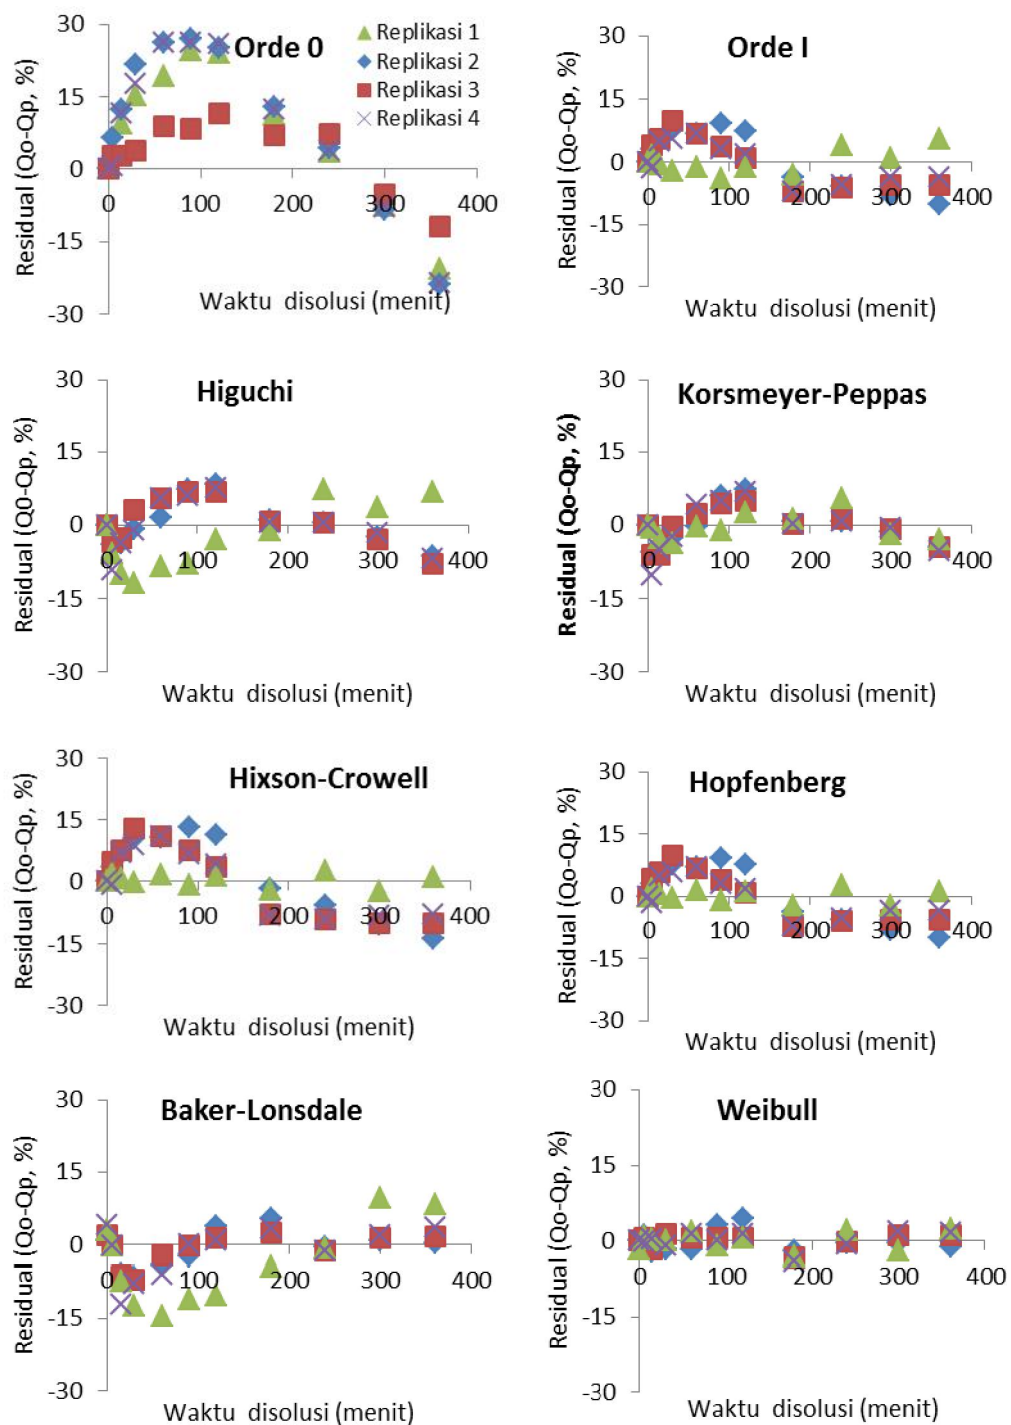 Orde 0
Replikasi 1
Replikasi 2
Replikasi 3
Replikasi 4
30
15
0
-15
-30
0
100
200
300
400
Residual (Qo-Qp, %)
Waktu disolusi (menit)
Orde I
30
15
0
-15
-30
0
100
200
300
400
Residual (Qo-Qp, %)
Waktu disolusi (menit)
Higuchi
30
15
0
-15
-30
0
100
200
300
400
Residual (Q0-Qp, %)
Waktu disolusi (menit)
Korsmeyer-Peppas
30
15
0
-15
-30
0
100
200
300
400
Residual (Qo-Qp, %)
Waktu disolusi (menit)
Hixson-Crowell
30
15
0
-15
-30
0
100
200
300
400
Residual (Qo-Qp, %)
Waktu disolusi (menit)
Hopfenberg
30
15
0
-15
-30
0
100
200
300
400
Residual (Qo-Qp, %)
Waktu disolusi (menit)
Baker-Lonsdale
30
15
0
-15
-30
0
100
200
300
400
Residual (Qo-Qp, %)
Waktu disolusi (menit)
Weibull
30
15
0
-15
-30
0
100
200
300
400
Residual (Qo-Qp, %)
Waktu disolusi (menit)